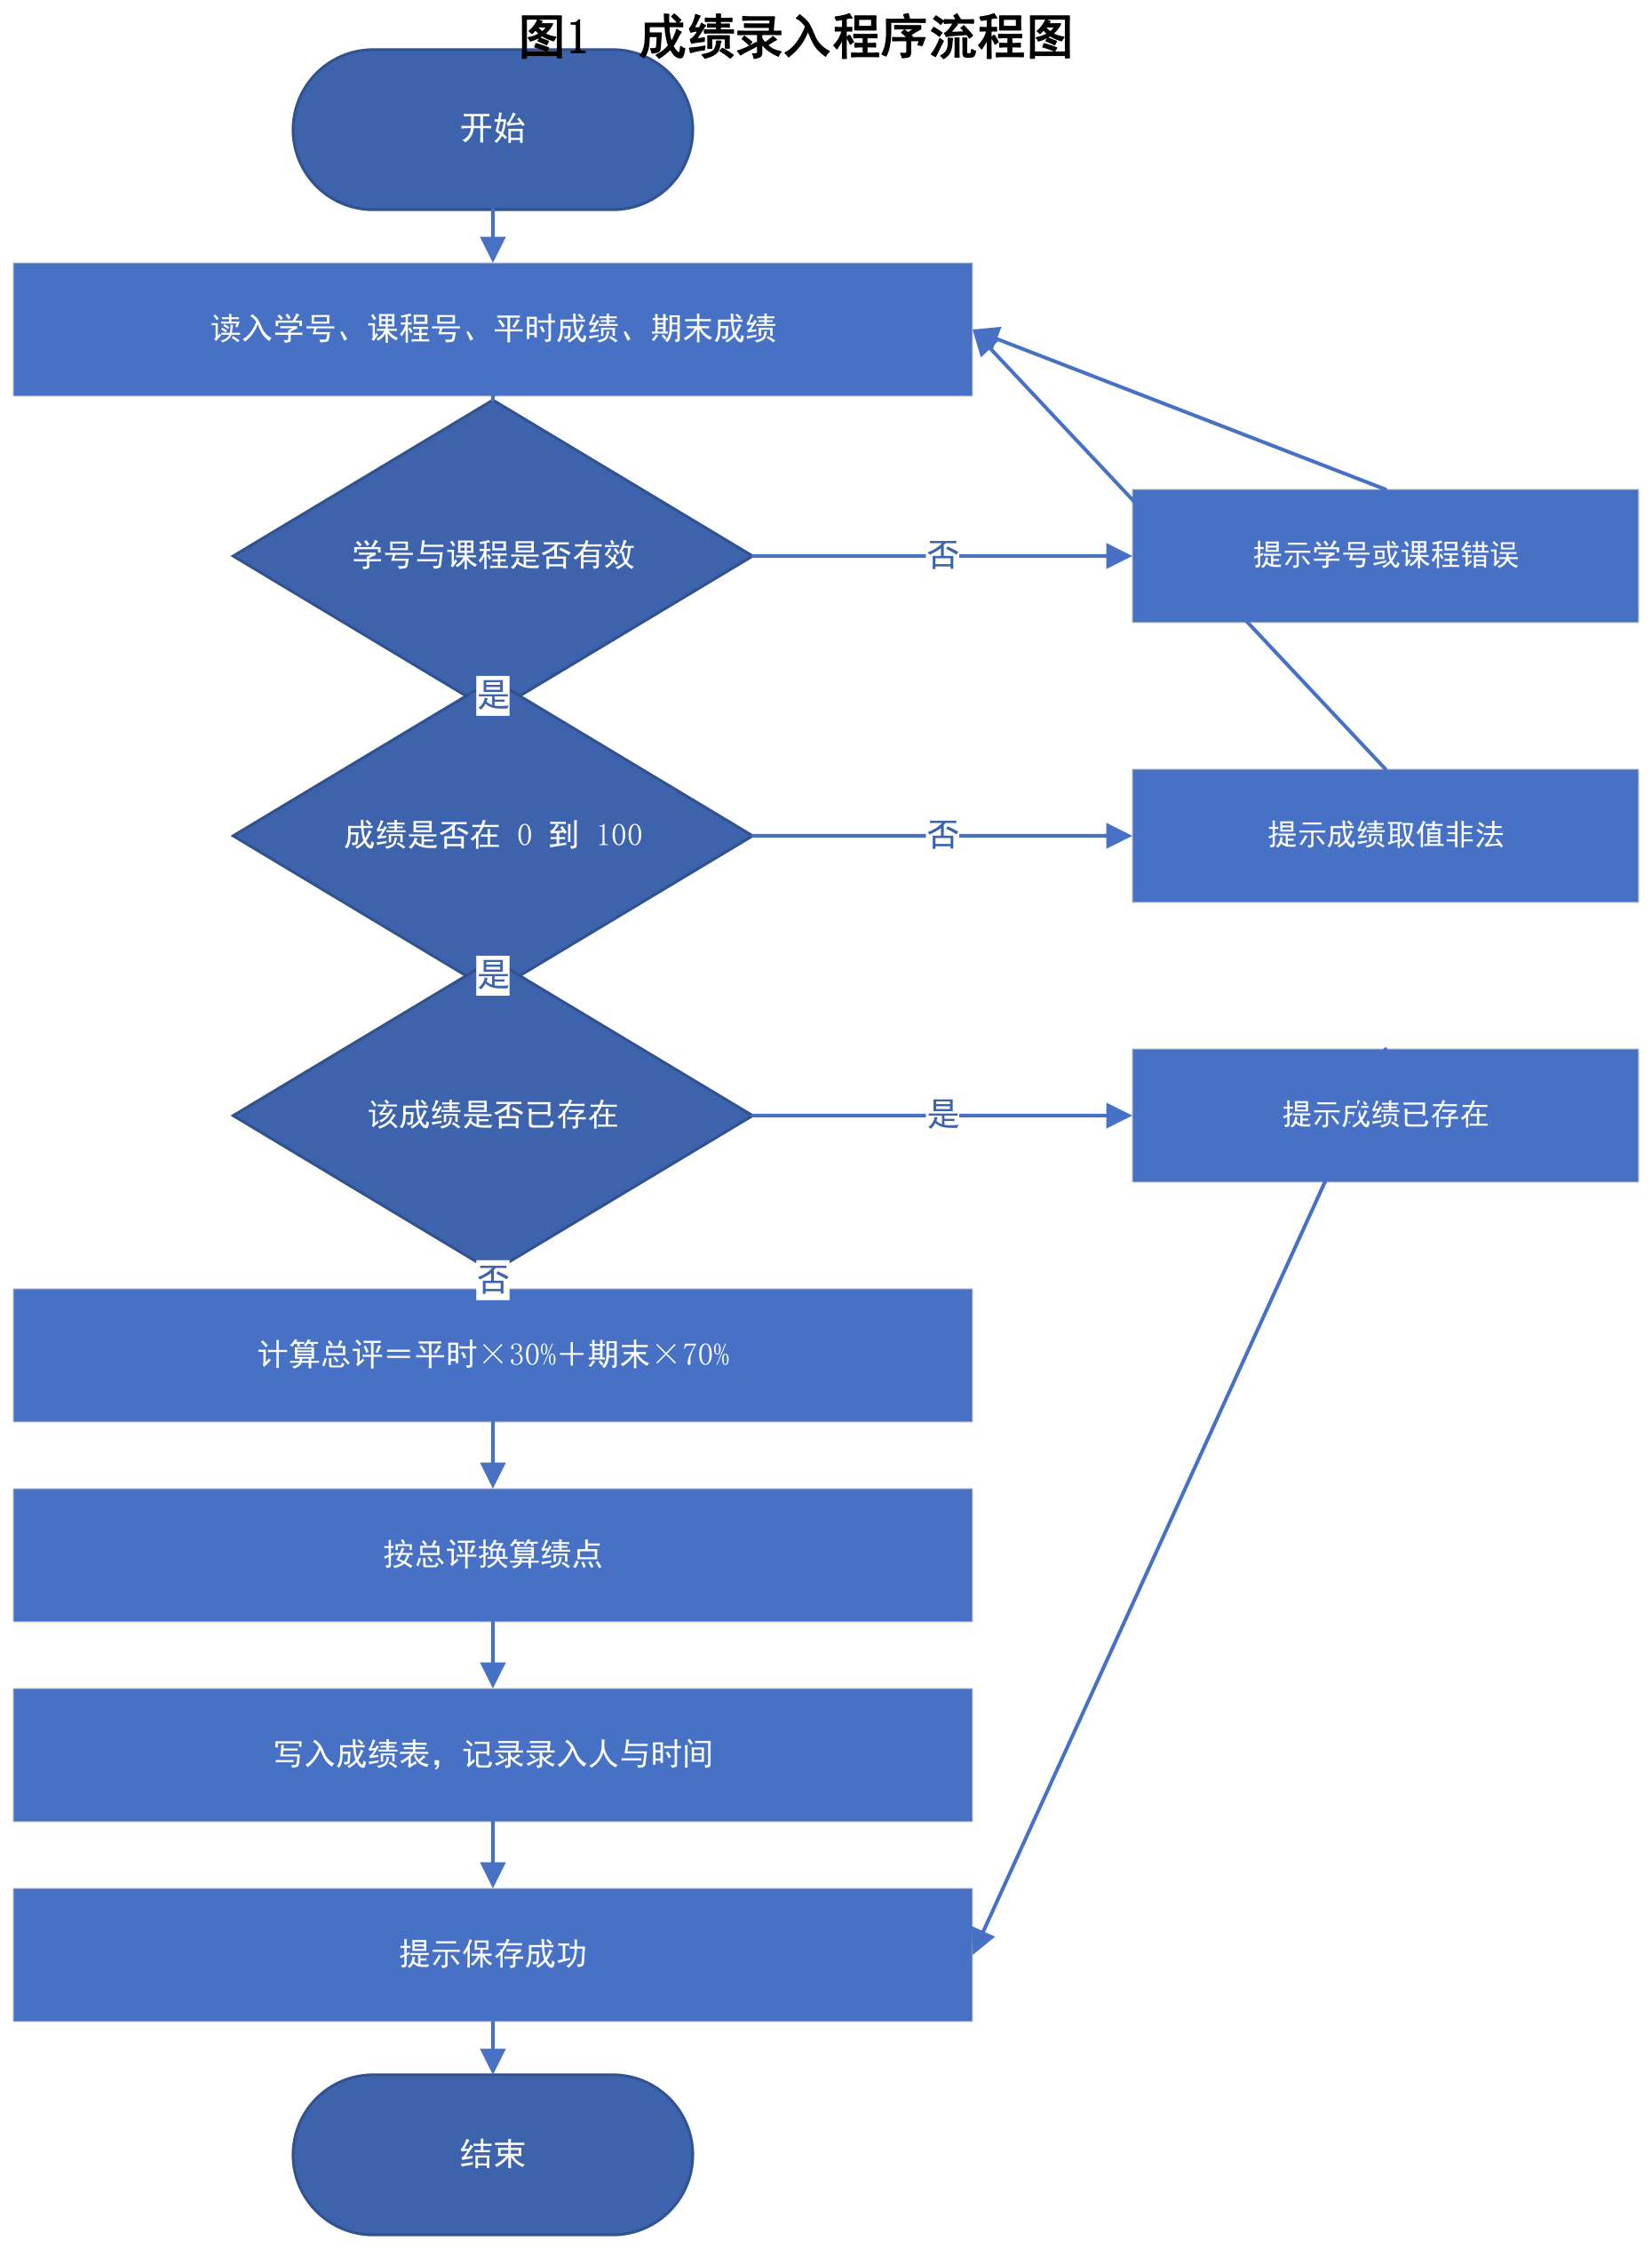 图1 成绩录入程序流程图
开始
读入学号、课程号、平时成绩、期末成绩
学号与课程是否有效
否
提示学号或课程错误
是
成绩是否在 0 到 100
否
提示成绩取值非法
是
该成绩是否已存在
是
提示成绩已存在
否
计算总评=平时×30%+期末×70%
按总评换算绩点
写入成绩表，记录录入人与时间
提示保存成功
结束